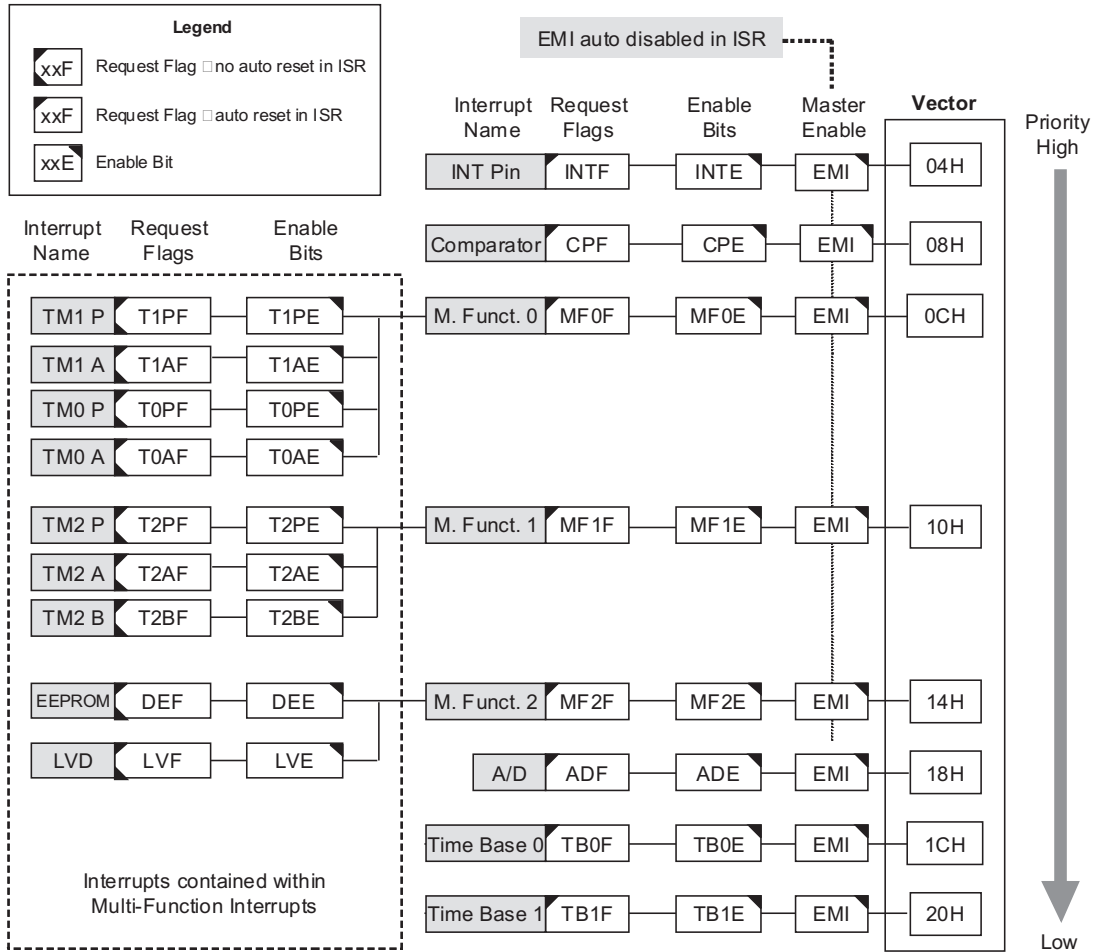 Legend
xxF Request Flag □ no auto reset in ISR
xxF Request Flag □ auto reset in ISR
xxE Enable Bit
EMI auto disabled in ISR
Interrupt Name Request Flags Enable Bits Master Enable Vector
Priority High
INT Pin INTF INTE EMI 04H
Comparator CPF CPE EMI 08H
Interrupt Name Request Flags Enable Bits
TM1 P T1PF T1PE M. Funct. 0 MF0F MF0E EMI 0CH
TM1 A T1AF T1AE
TM0 P T0PF T0PE
TM0 A T0AF T0AE
TM2 P T2PF T2PE M. Funct. 1 MF1F MF1E EMI 10H
TM2 A T2AF T2AE
TM2 B T2BF T2BE
EEPROM DEF DEE M. Funct. 2 MF2F MF2E EMI 14H
LVD LVF LVE A/D ADF ADE EMI 18H
Time Base 0 TB0F TB0E EMI 1CH
Interrupts contained within
Multi-Function Interrupts
Time Base 1 TB1F TB1E EMI 20H
Low